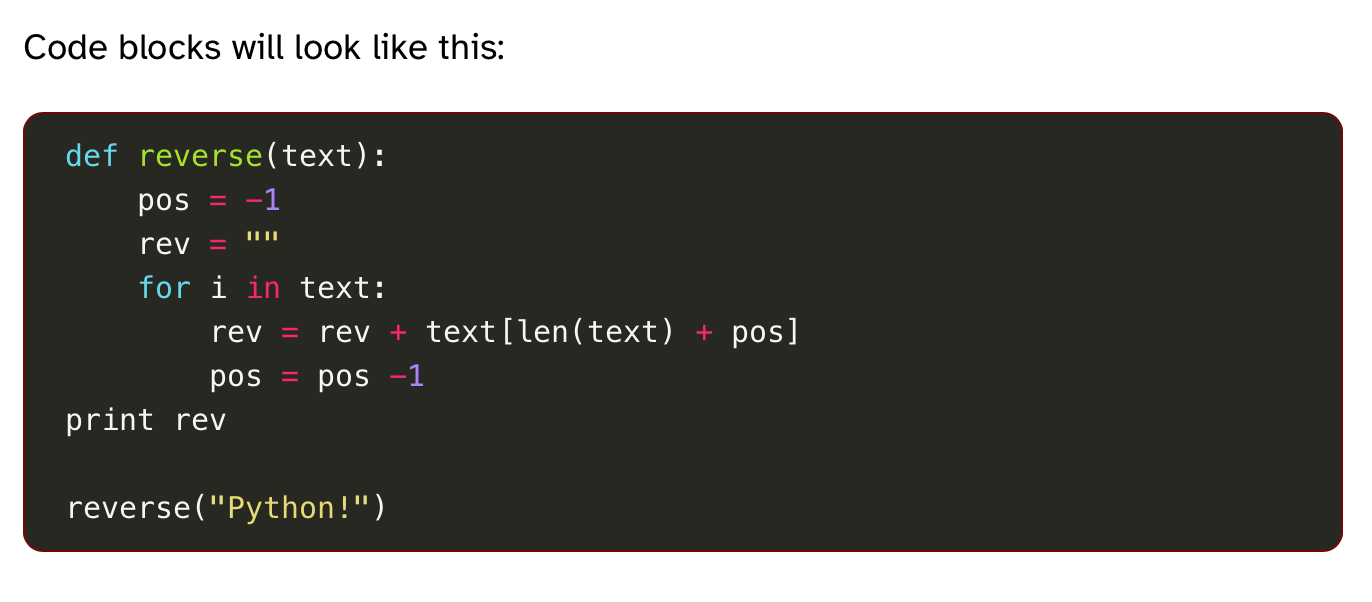 Code blocks will look like this:
def reverse(text):
    pos = -1
    rev = ""
    for i in text:
        rev = rev + text[len(text) + pos]
        pos = pos -1
print rev

reverse("Python!")